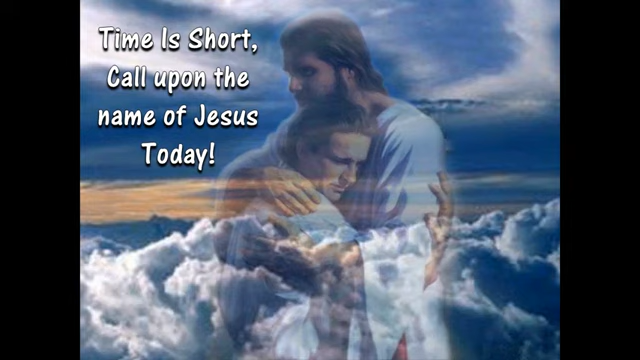 Time Is Short,
Call upon the
name of Jesus
Today!